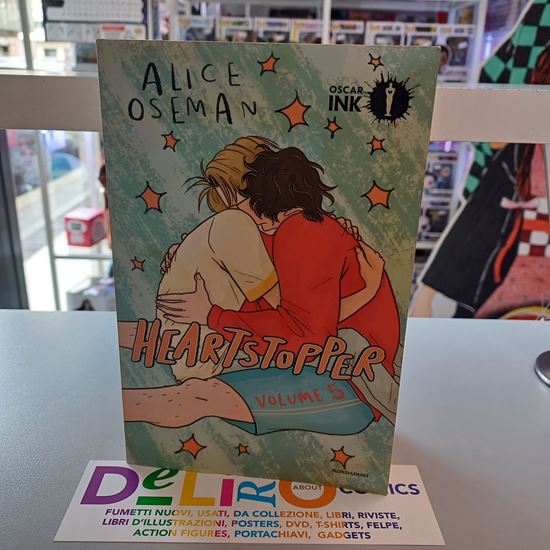 ALICE
OSEMAN
OSCAR
INK
HEARTSTOPPER
VOLUME 5
MONDADORI
DeLiRO
ABOUT COMICS
FUMETTI NUOVI, USATI, DA COLLEZIONE, LIBRI, RIVISTE,
LIBRI D'ILLUSTRAZIONI, POSTERS, DVD, T-SHIRTS, FELPE,
ACTION FIGURES, PORTACHIAVI, GADGETS